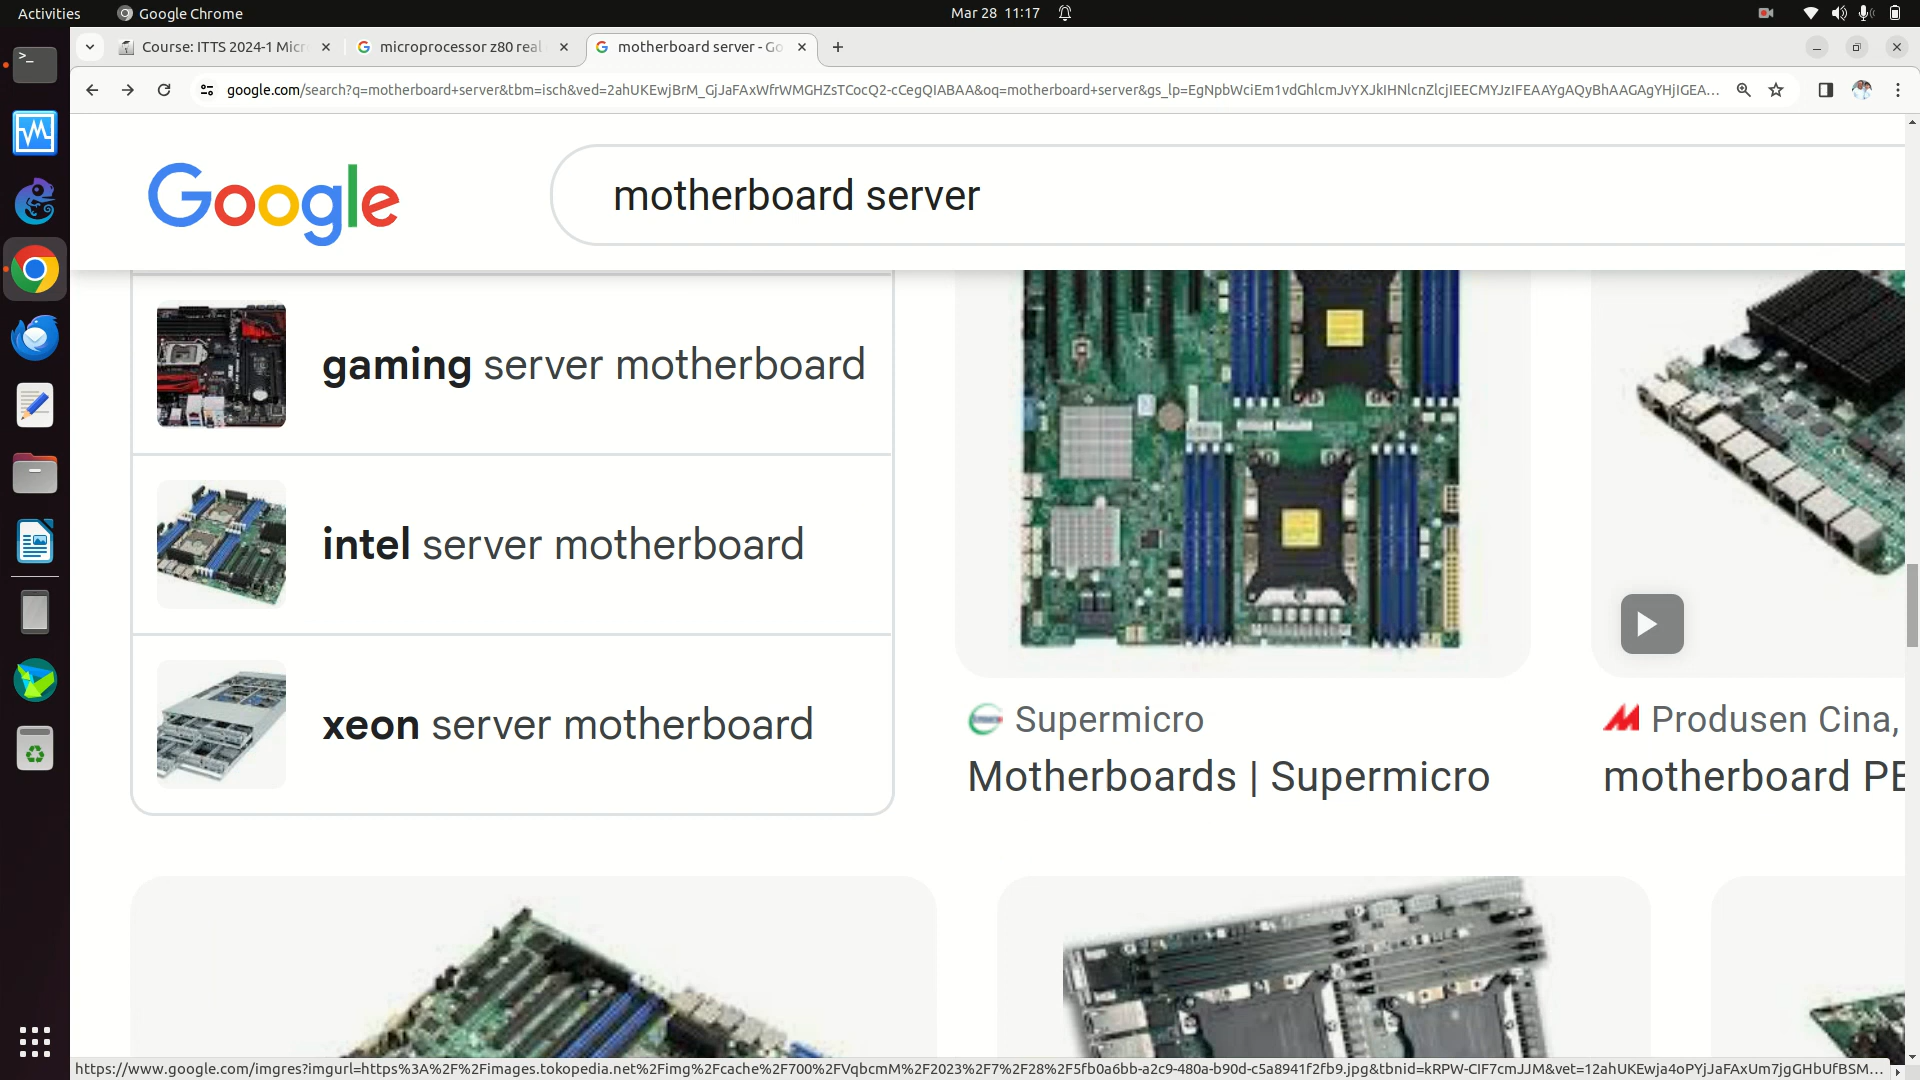 Activities
Google Chrome
Mar 28 11:17
Course: ITTS 2024-1 Micr
microprocessor z80 real
motherboard server - Go
google.com/search?q=motherboard+server&tbm=isch&ved=2ahUKEwjBrM_GjJaFAxWfrWMGHZsTCocQ2-cCegQIABAA&oq=motherboard+server&gs_lp=EgNpbWciEm1vdGhlcmJvYXJkIHNlcnZlcjIEECMYJzIFEAAYgAQyBhAAGAgYHjIGEA...
Google
motherboard server
gaming server motherboard
intel server motherboard
xeon server motherboard
Supermicro
Motherboards | Supermicro
Produsen Cina,
motherboard PE
https://www.google.com/imgres?imgurl=https%3A%2F%2Fimages.tokopedia.net%2Fimg%2Fcache%2F700%2FVqbcmM%2F2023%2F7%2F28%2F5fb0a6bb-a2c9-480a-b90d-c5a8941f2fb9.jpg&tbnid=kRPW-CIF7cmJJM&vet=12ahUKEwja4oPYjJaFAxUm7jgGHbUfBSM...